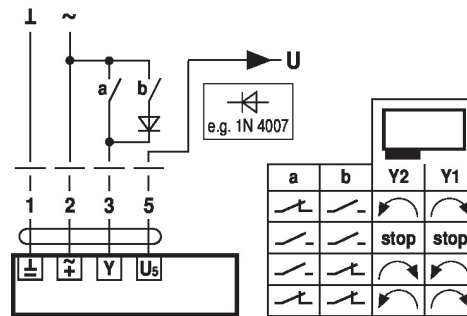 ⊥ ~
a b
U
e.g. 1N 4007
1 2 3 5
⊥ ~+ Y U5
a b Y2 Y1
stop stop